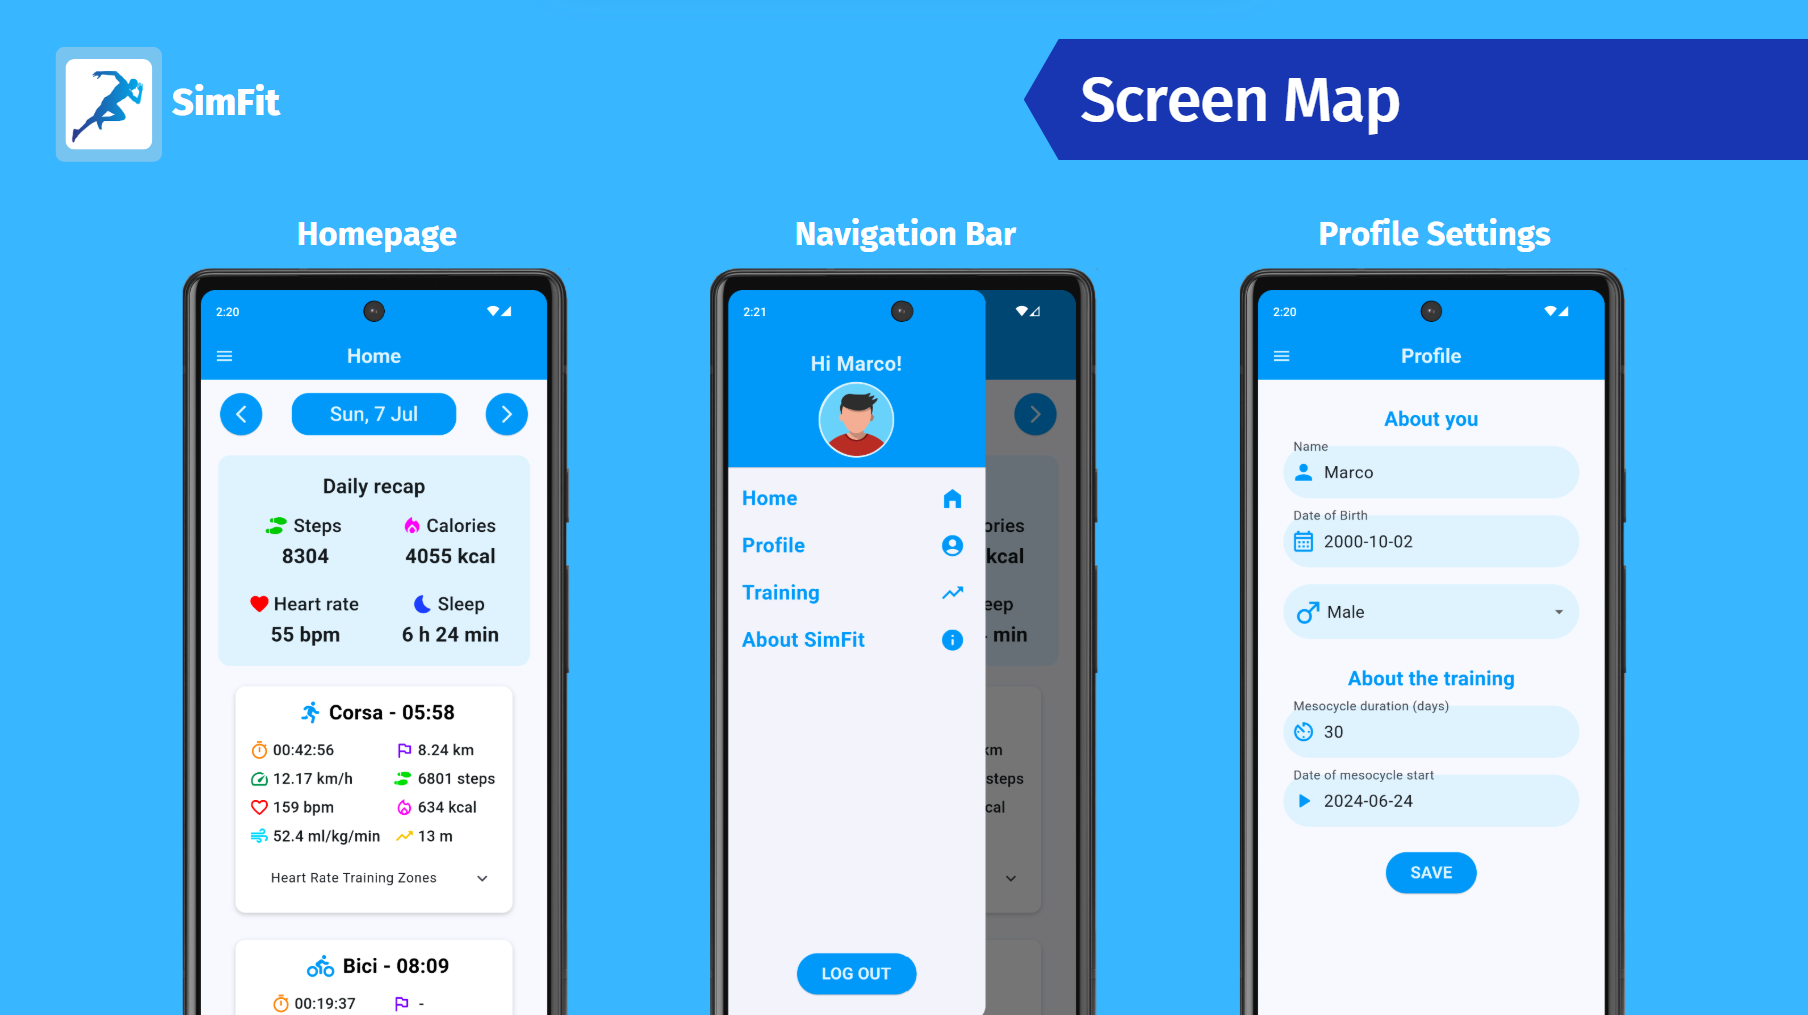 SimFit
Screen Map
Homepage
2:20
Home
Sun, 7 Jul
Daily recap
Steps
8304
Calories
4055 kcal
Heart rate
55 bpm
Sleep
6 h 24 min
Corsa - 05:58
00:42:56
8.24 km
12.17 km/h
6801 steps
159 bpm
634 kcal
52.4 ml/kg/min
13 m
Heart Rate Training Zones
Bici - 08:09
00:19:37
-
Navigation Bar
2:21
Hi Marco!
Home
Profile
Training
About SimFit
LOG OUT
ories
kcal
eep
min
km
steps
cal
Profile Settings
2:20
Profile
About you
Name
Marco
Date of Birth
2000-10-02
Male
About the training
Mesocycle duration (days)
30
Date of mesocycle start
2024-06-24
SAVE